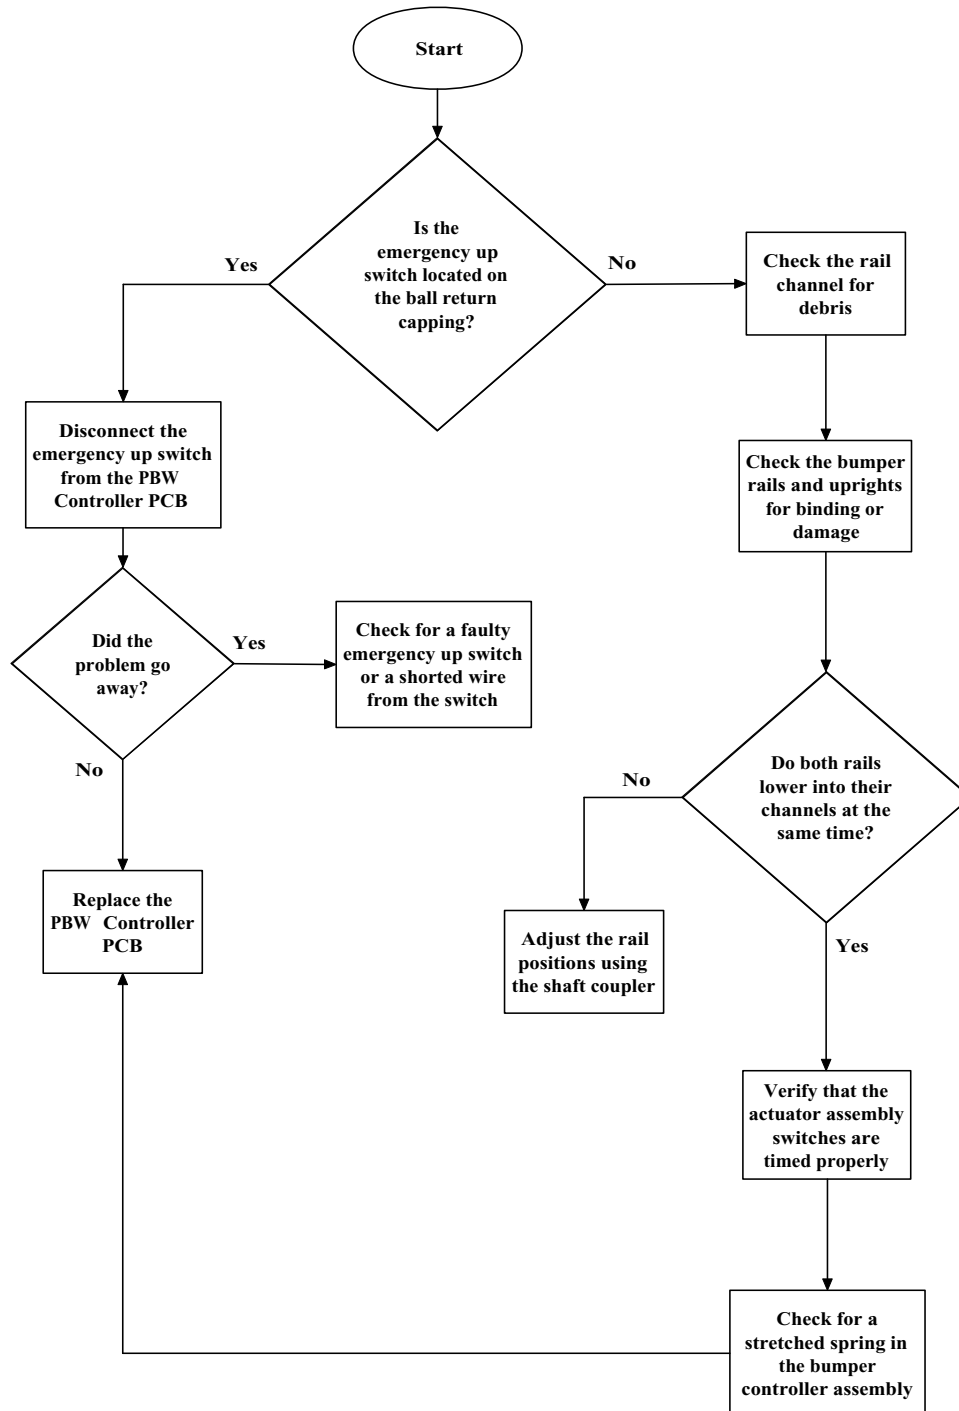 Start
Is the
emergency up
switch located on
the ball return
capping?
Yes
No
Check the rail
channel for
debris
Disconnect the
emergency up switch
from the PBW
Controller PCB
Check the bumper
rails and uprights
for binding or
damage
Did the
problem go
away?
Yes
Check for a faulty
emergency up switch
or a shorted wire
from the switch
No
Do both rails
lower into their
channels at the
same time?
No
Replace the
PBW Controller
PCB
Adjust the rail
positions using
the shaft coupler
Yes
Verify that the
actuator assembly
switches are
timed properly
Check for a
stretched spring in
the bumper
controller assembly